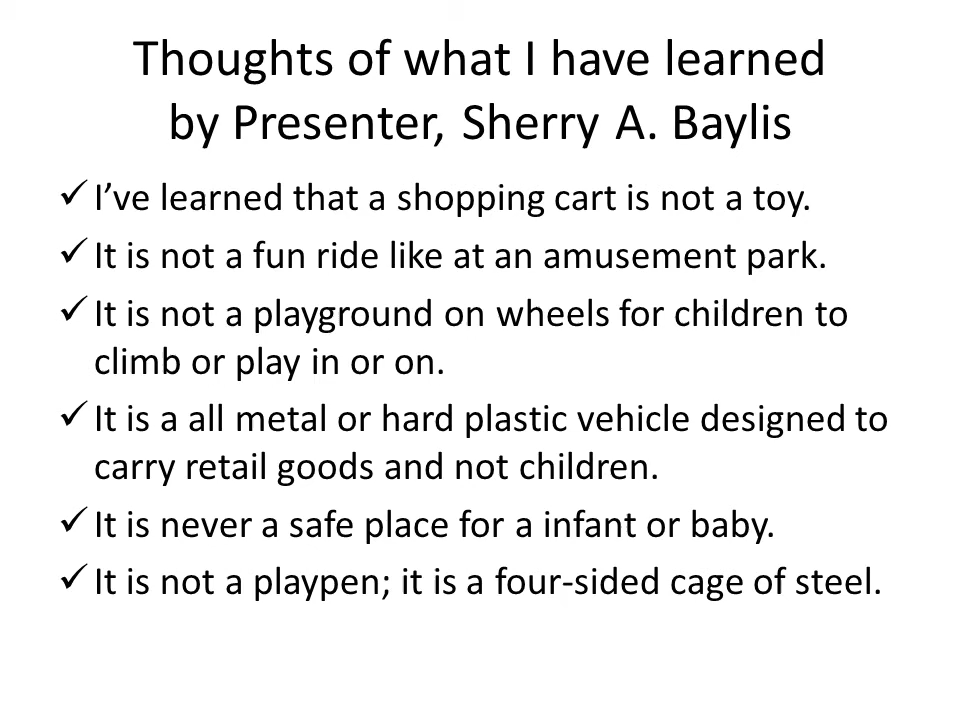 Thoughts of what I have learned
by Presenter, Sherry A. Baylis
✓ I’ve learned that a shopping cart is not a toy.
✓ It is not a fun ride like at an amusement park.
✓ It is not a playground on wheels for children to
climb or play in or on.
✓ It is a all metal or hard plastic vehicle designed to
carry retail goods and not children.
✓ It is never a safe place for a infant or baby.
✓ It is not a playpen; it is a four-sided cage of steel.